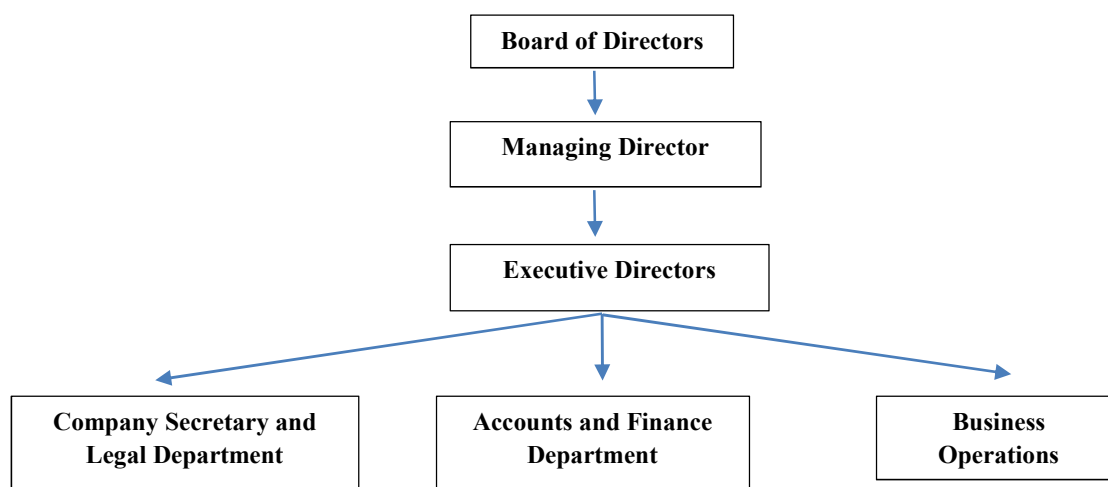 Board of Directors
Managing Director
Executive Directors
Company Secretary and
Legal Department
Accounts and Finance
Department
Business
Operations